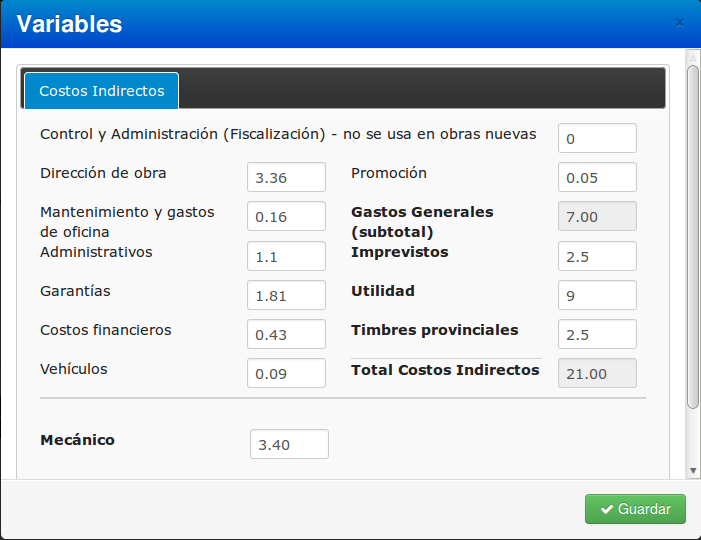 Variables
×
Costos Indirectos
Control y Administración (Fiscalización) - no se usa en obras nuevas 0
Dirección de obra 3.36 Promoción 0.05
Mantenimiento y gastos
de oficina 0.16 Gastos Generales
(subtotal) 7.00
Administrativos 1.1 Imprevistos 2.5
Garantías 1.81 Utilidad 9
Costos financieros 0.43 Timbres provinciales 2.5
Vehículos 0.09 Total Costos Indirectos 21.00
Mecánico 3.40
Guardar